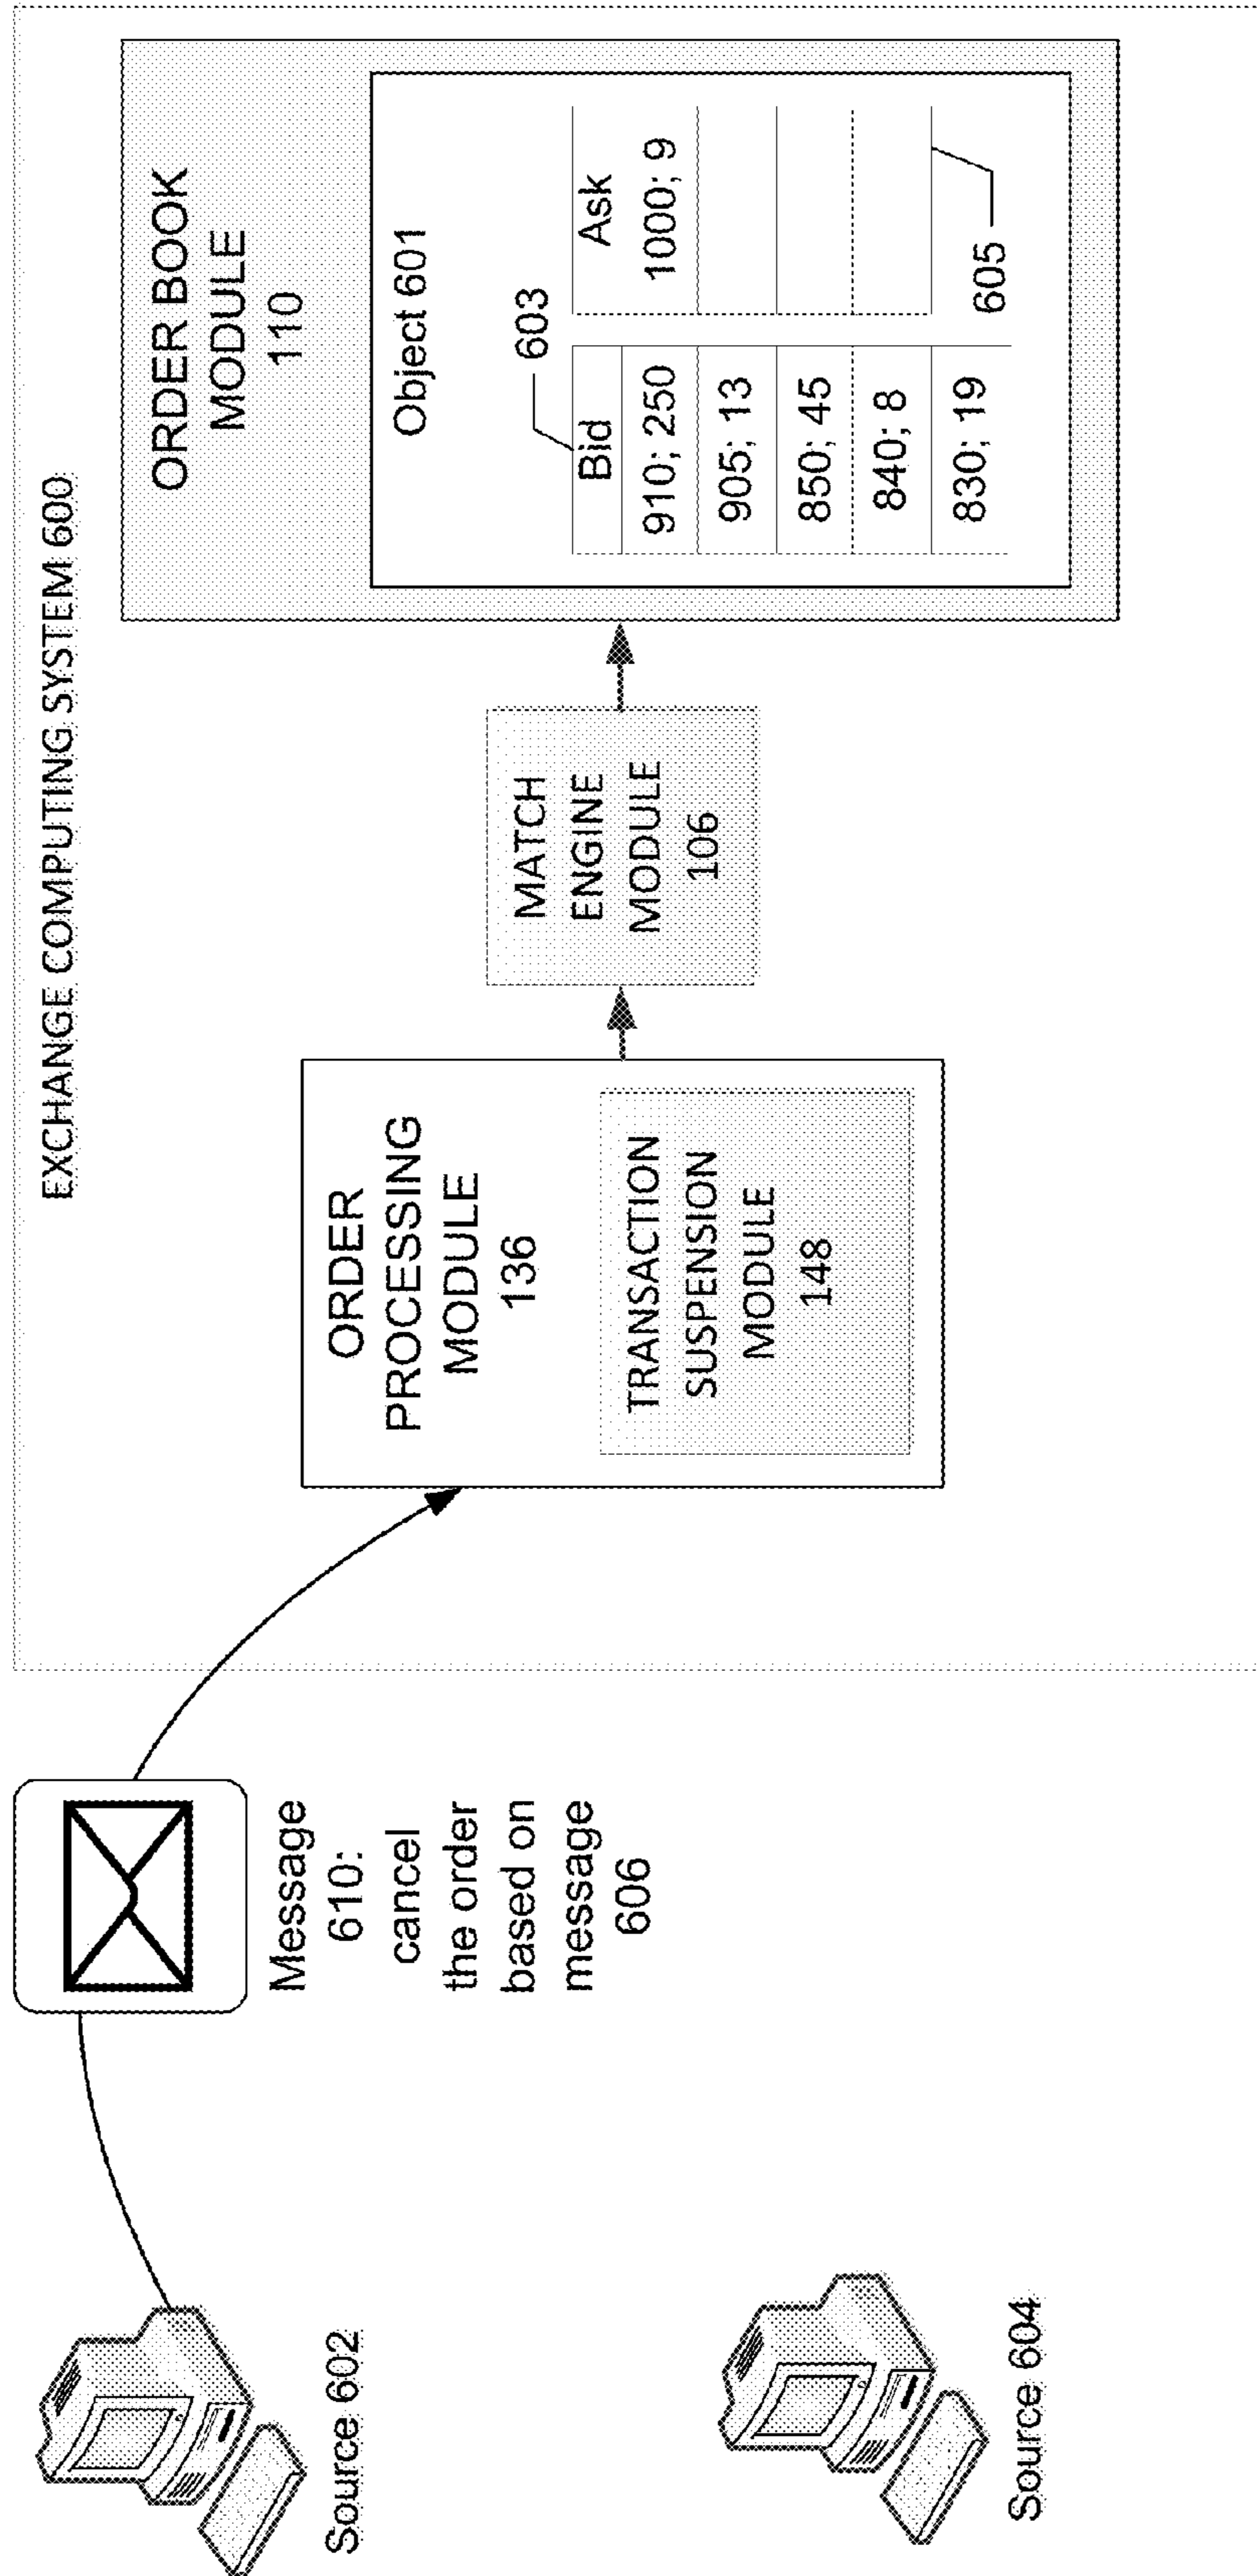 EXCHANGE COMPUTING SYSTEM 600
Message
610:
cancel
the order
based on
message
606
Source 602
Source 604
ORDER
PROCESSING
MODULE
136
TRANSACTION
SUSPENSION
MODULE
148
MATCH
ENGINE
MODULE
106
ORDER BOOK
MODULE
110
Object 601
603
Bid
910; 250
905; 13
850; 45
840; 8
830; 19
Ask
1000; 9
605